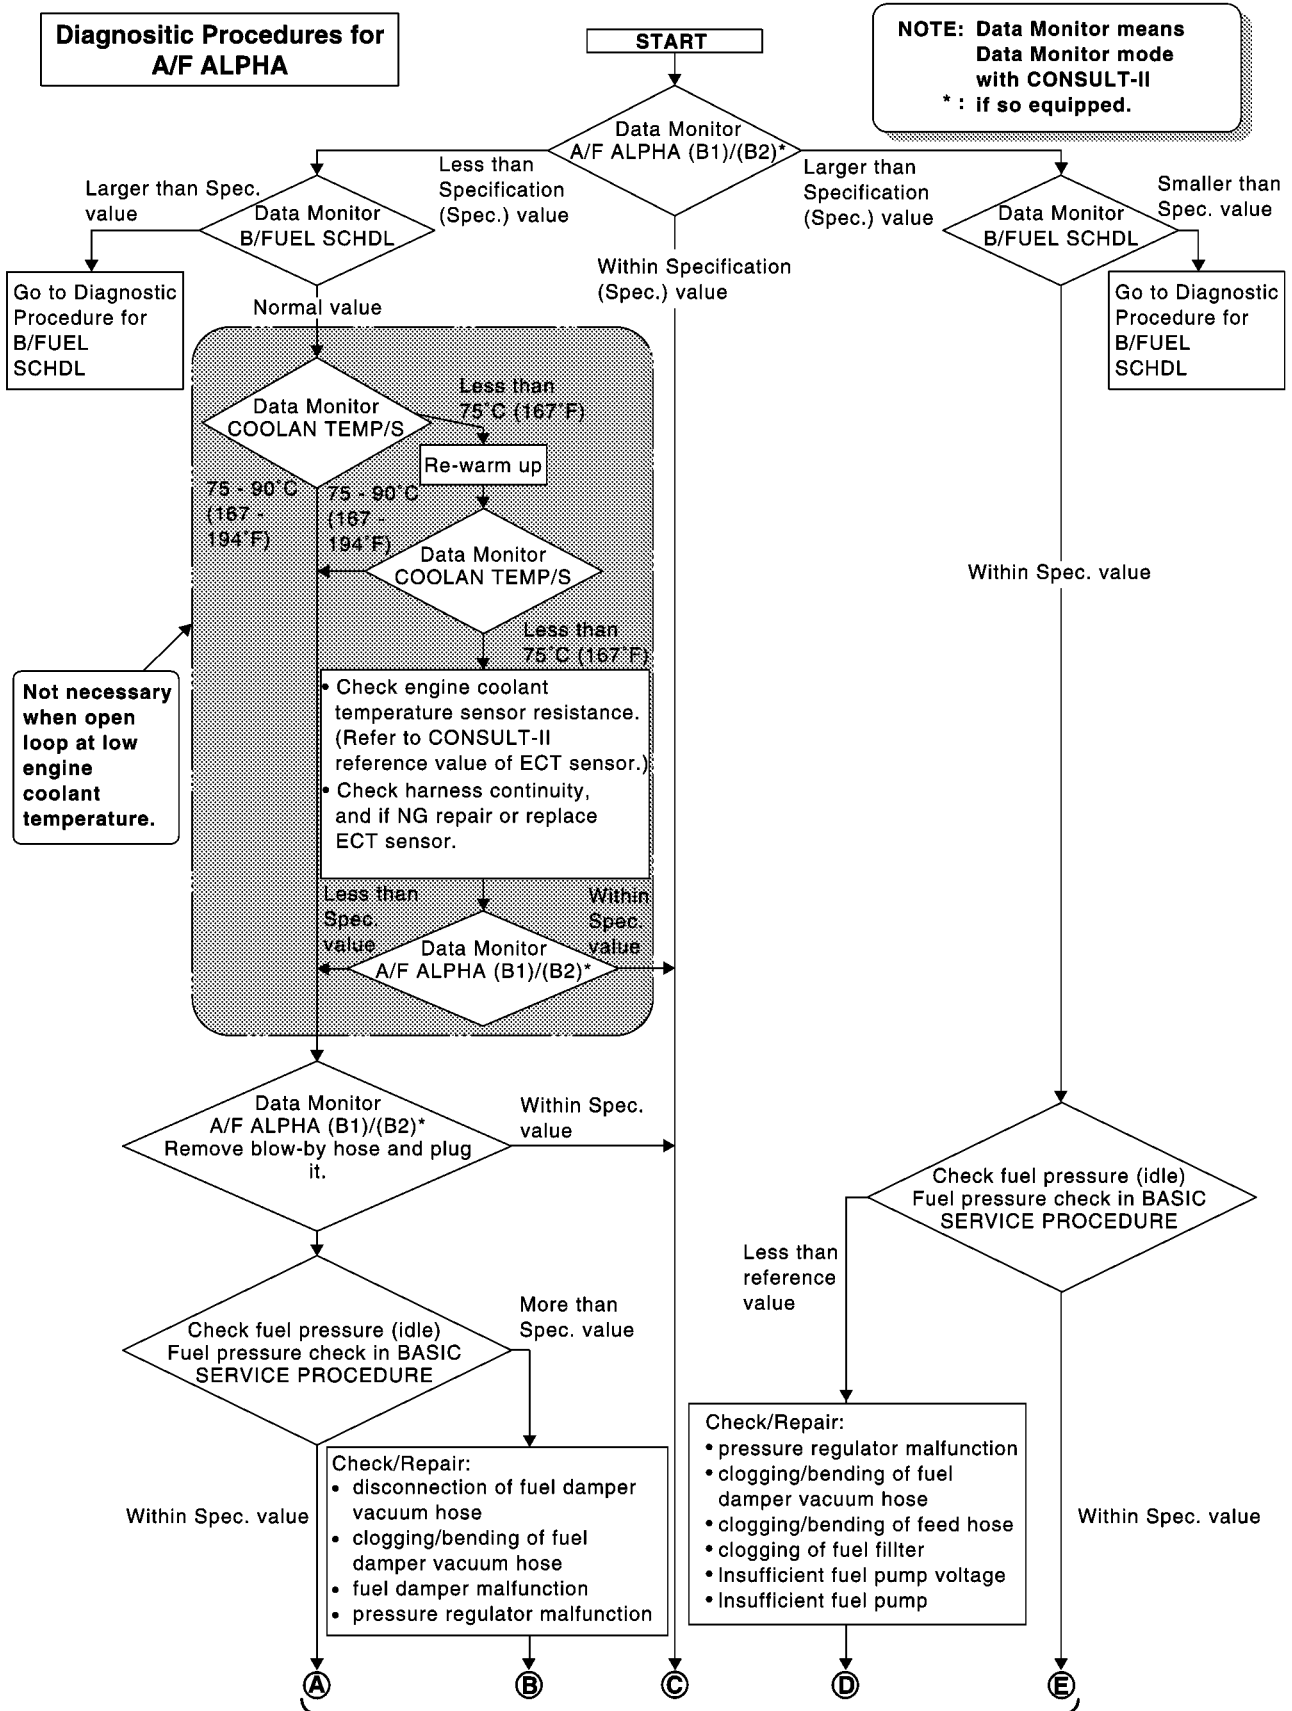 Diagnositic Procedures for
A/F ALPHA
START
NOTE: Data Monitor means
Data Monitor mode
with CONSULT-II
* : if so equipped.
Data Monitor
A/F ALPHA (B1)/(B2)*
Less than
Specification
(Spec.) value
Larger than
Specification
(Spec.) value
Larger than Spec.
value
Data Monitor
B/FUEL SCHDL
Smaller than
Spec. value
Data Monitor
B/FUEL SCHDL
Within Specification
(Spec.) value
Go to Diagnostic
Procedure for
B/FUEL
SCHDL
Normal value
Go to Diagnostic
Procedure for
B/FUEL
SCHDL
Data Monitor
COOLAN TEMP/S
Less than
75˚C (167˚F)
Re-warm up
75 - 90˚C
(167 -
194˚F)
75 - 90˚C
(167 -
194˚F)
Data Monitor
COOLAN TEMP/S
Within Spec. value
Less than
75˚C (167˚F)
Not necessary
when open
loop at low
engine
coolant
temperature.
• Check engine coolant
temperature sensor resistance.
(Refer to CONSULT-II
reference value of ECT sensor.)
• Check harness continuity,
and if NG repair or replace
ECT sensor.
Less than
Spec.
value
Within
Spec.
value
Data Monitor
A/F ALPHA (B1)/(B2)*
Data Monitor
A/F ALPHA (B1)/(B2)*
Remove blow-by hose and plug
it.
Within Spec.
value
Check fuel pressure (idle)
Fuel pressure check in BASIC
SERVICE PROCEDURE
Less than
reference
value
Check fuel pressure (idle)
Fuel pressure check in BASIC
SERVICE PROCEDURE
More than
Spec. value
Within Spec. value
Check/Repair:
• disconnection of fuel damper
vacuum hose
• clogging/bending of fuel
damper vacuum hose
• fuel damper malfunction
• pressure regulator malfunction
Check/Repair:
• pressure regulator malfunction
• clogging/bending of fuel
damper vacuum hose
• clogging/bending of feed hose
• clogging of fuel fillter
• Insufficient fuel pump voltage
• Insufficient fuel pump
Within Spec. value
A B C D E